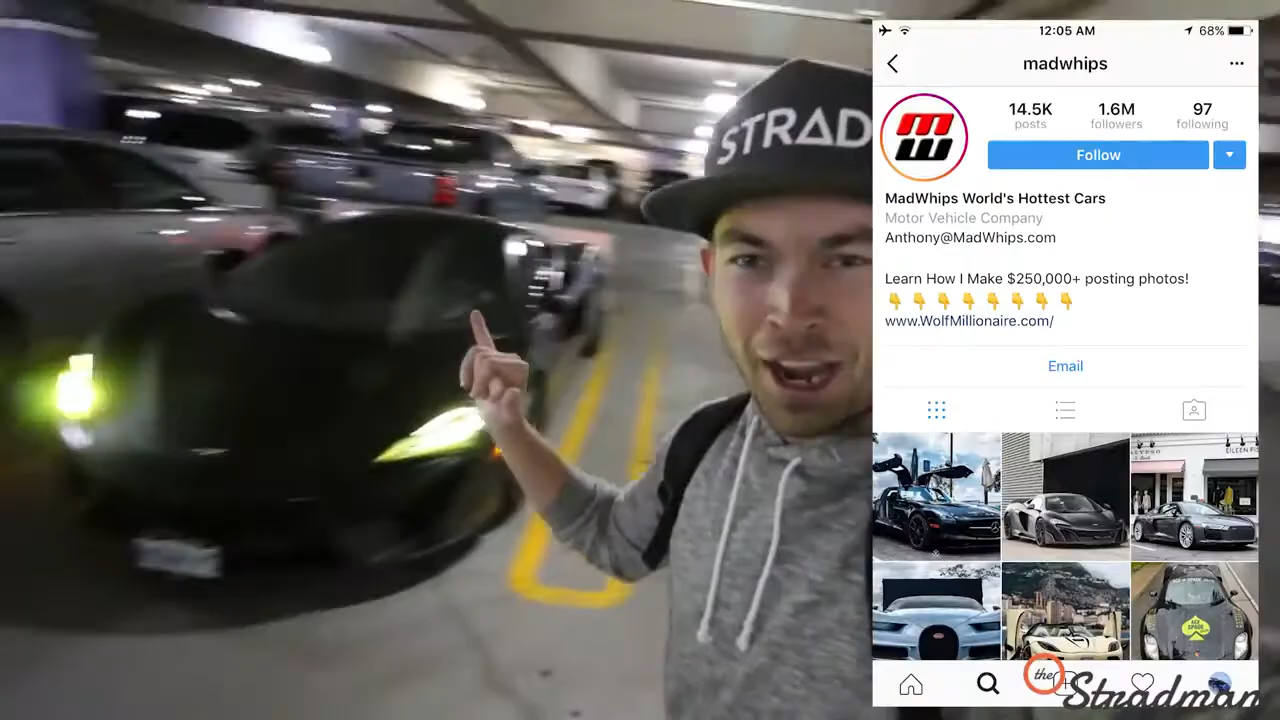 STRAD
12:05 AM
68%
madwhips
14.5K
posts
1.6M
followers
97
following
Follow
MadWhips World's Hottest Cars
Motor Vehicle Company
Anthony@MadWhips.com
Learn How I Make $250,000+ posting photos!
www.WolfMillionaire.com/
Email
the Stradman